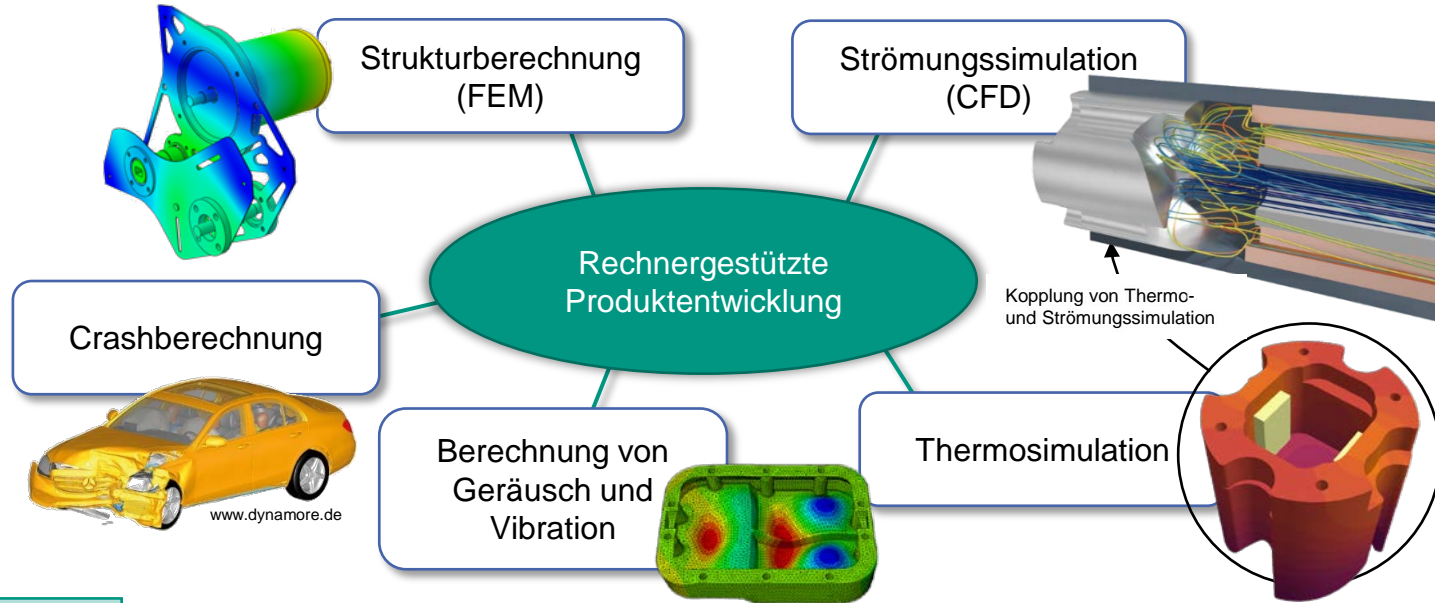 Strukturberechnung
(FEM)
Strömungssimulation
(CFD)
Rechnergestützte
Produktentwicklung
Kopplung von Thermo-
und Strömungssimulation
Crashberechnung
www.dynamore.de
Berechnung von
Geräusch und
Vibration
Thermosimulation